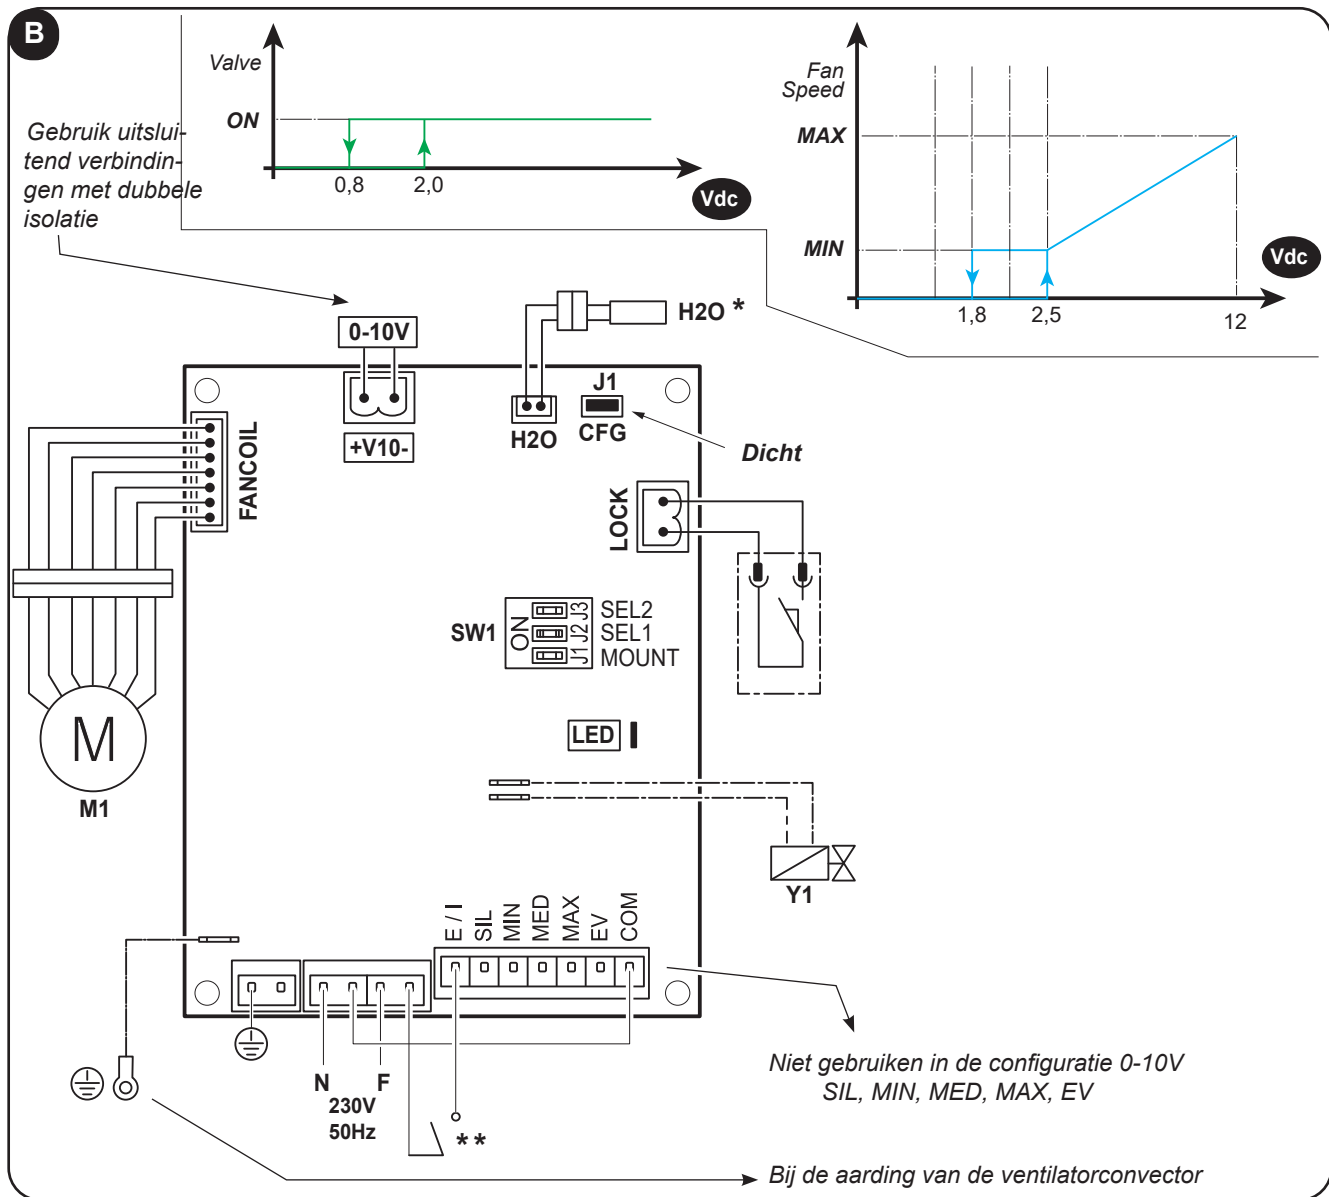 B
Valve
ON
0,8
2,0
Vdc
Fan
Speed
MAX
MIN
1,8
2,5
12
Vdc
Gebruik uitslui-
tend verbindin-
gen met dubbele
isolatie
0-10V
+V10-
H2O *
H2O
J1
CFG
Dicht
FANCOIL
LOCK
SW1
ON
J3 SEL2
J2 SEL1
J1 MOUNT
LED
M
M1
Y1
E / I
SIL
MIN
MED
MAX
EV
COM
N
F
230V
50Hz
**
Niet gebruiken in de configuratie 0-10V
SIL, MIN, MED, MAX, EV
Bij de aarding van de ventilatorconvector